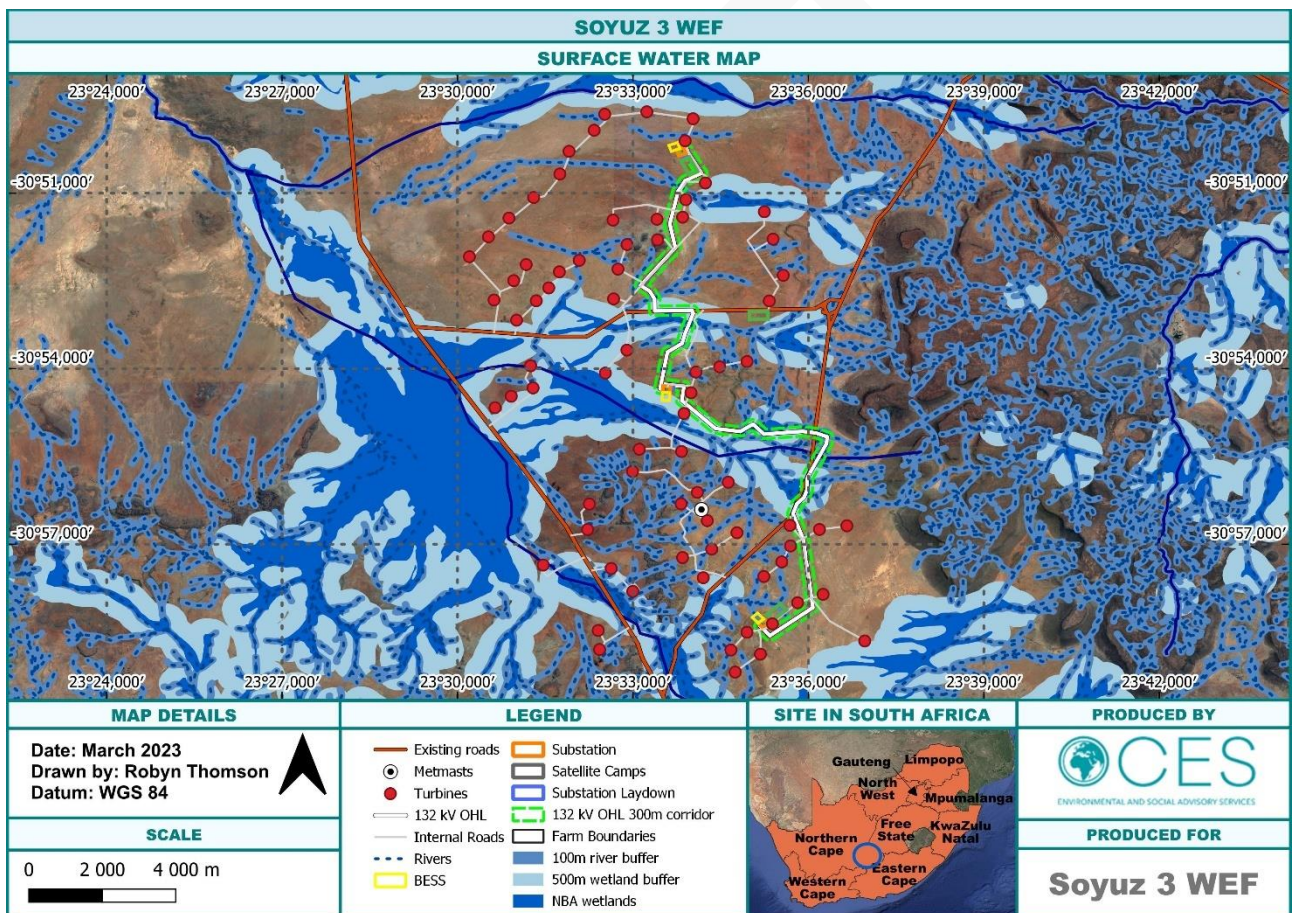 SOYUZ 3 WEF
SURFACE WATER MAP
23°24,000′ 23°27,000′ 23°30,000′ 23°33,000′ 23°36,000′ 23°39,000′ 23°42,000′
-30°51,000′ -30°51,000′
-30°54,000′ -30°54,000′
-30°57,000′ -30°57,000′
23°24,000′ 23°27,000′ 23°30,000′ 23°33,000′ 23°36,000′ 23°39,000′ 23°42,000′
MAP DETAILS
Date: March 2023
Drawn by: Robyn Thomson
Datum: WGS 84
SCALE
0 2 000 4 000 m
LEGEND
Existing roads
Metmasts
Turbines
132 kV OHL
Internal Roads
Rivers
BESS
Substation
Satellite Camps
Substation Laydown
132 kV OHL 300m corridor
Farm Boundaries
100m river buffer
500m wetland buffer
NBA wetlands
SITE IN SOUTH AFRICA
Gauteng
Limpopo
North
West
Mpumalanga
Free
State
KwaZulu
Natal
Northern
Cape
Eastern
Cape
Western
Cape
PRODUCED BY
CES
ENVIRONMENTAL AND SOCIAL ADVISORY SERVICES
PRODUCED FOR
Soyuz 3 WEF